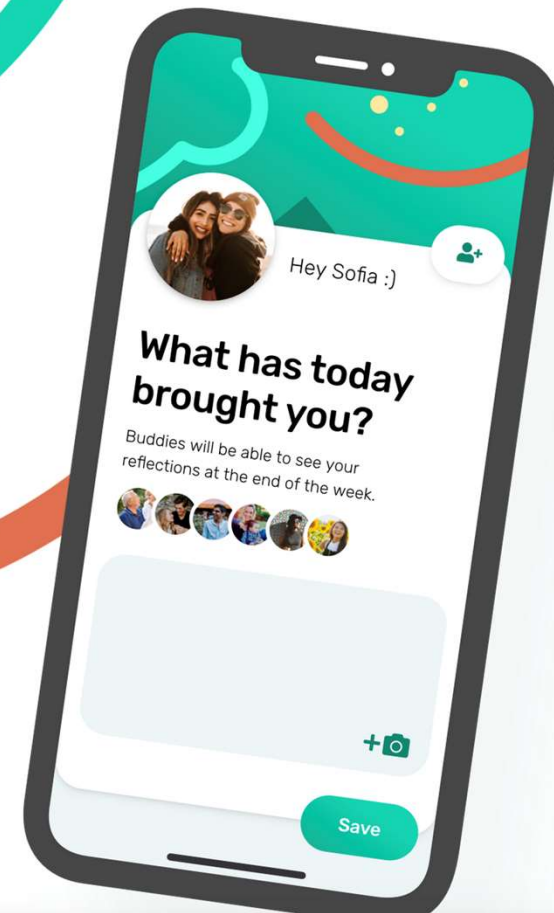 Hey Sofia :)
What has today
brought you?
Buddies will be able to see your
reflections at the end of the week.
Save